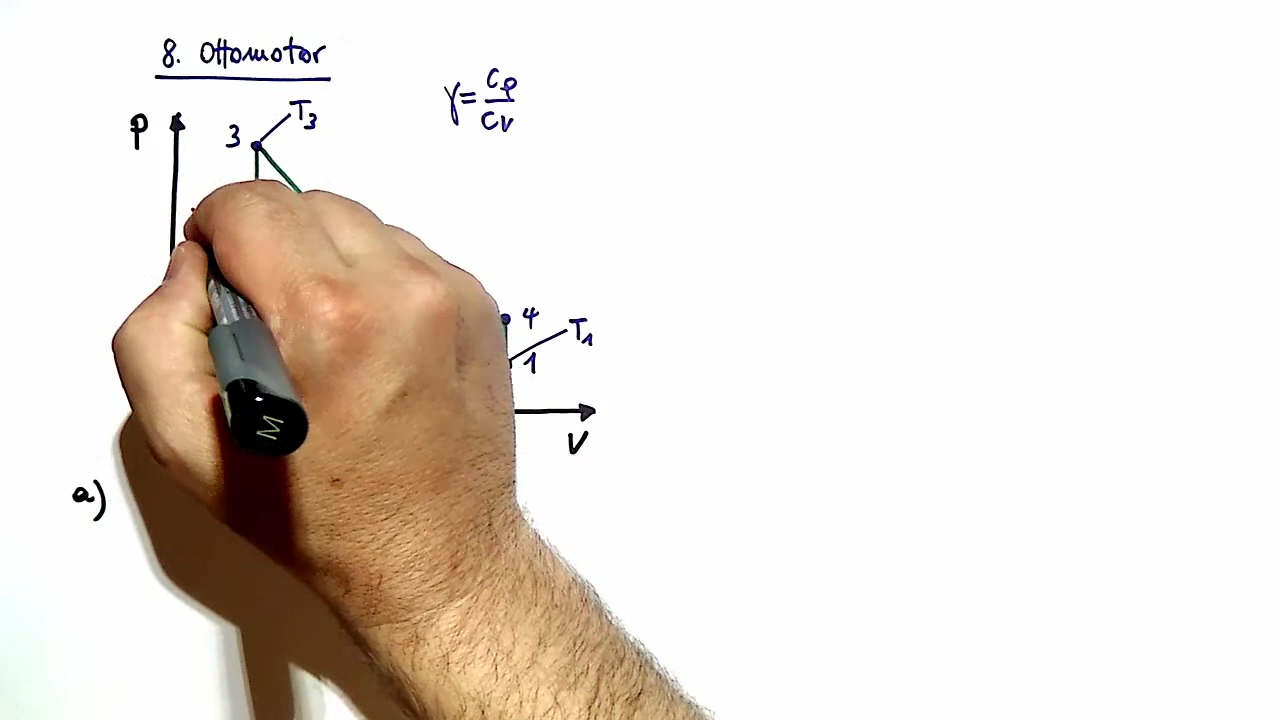 8. Ottomotor
γ = cp/cv
P
T3
3
4
T1
1
V
a)
M